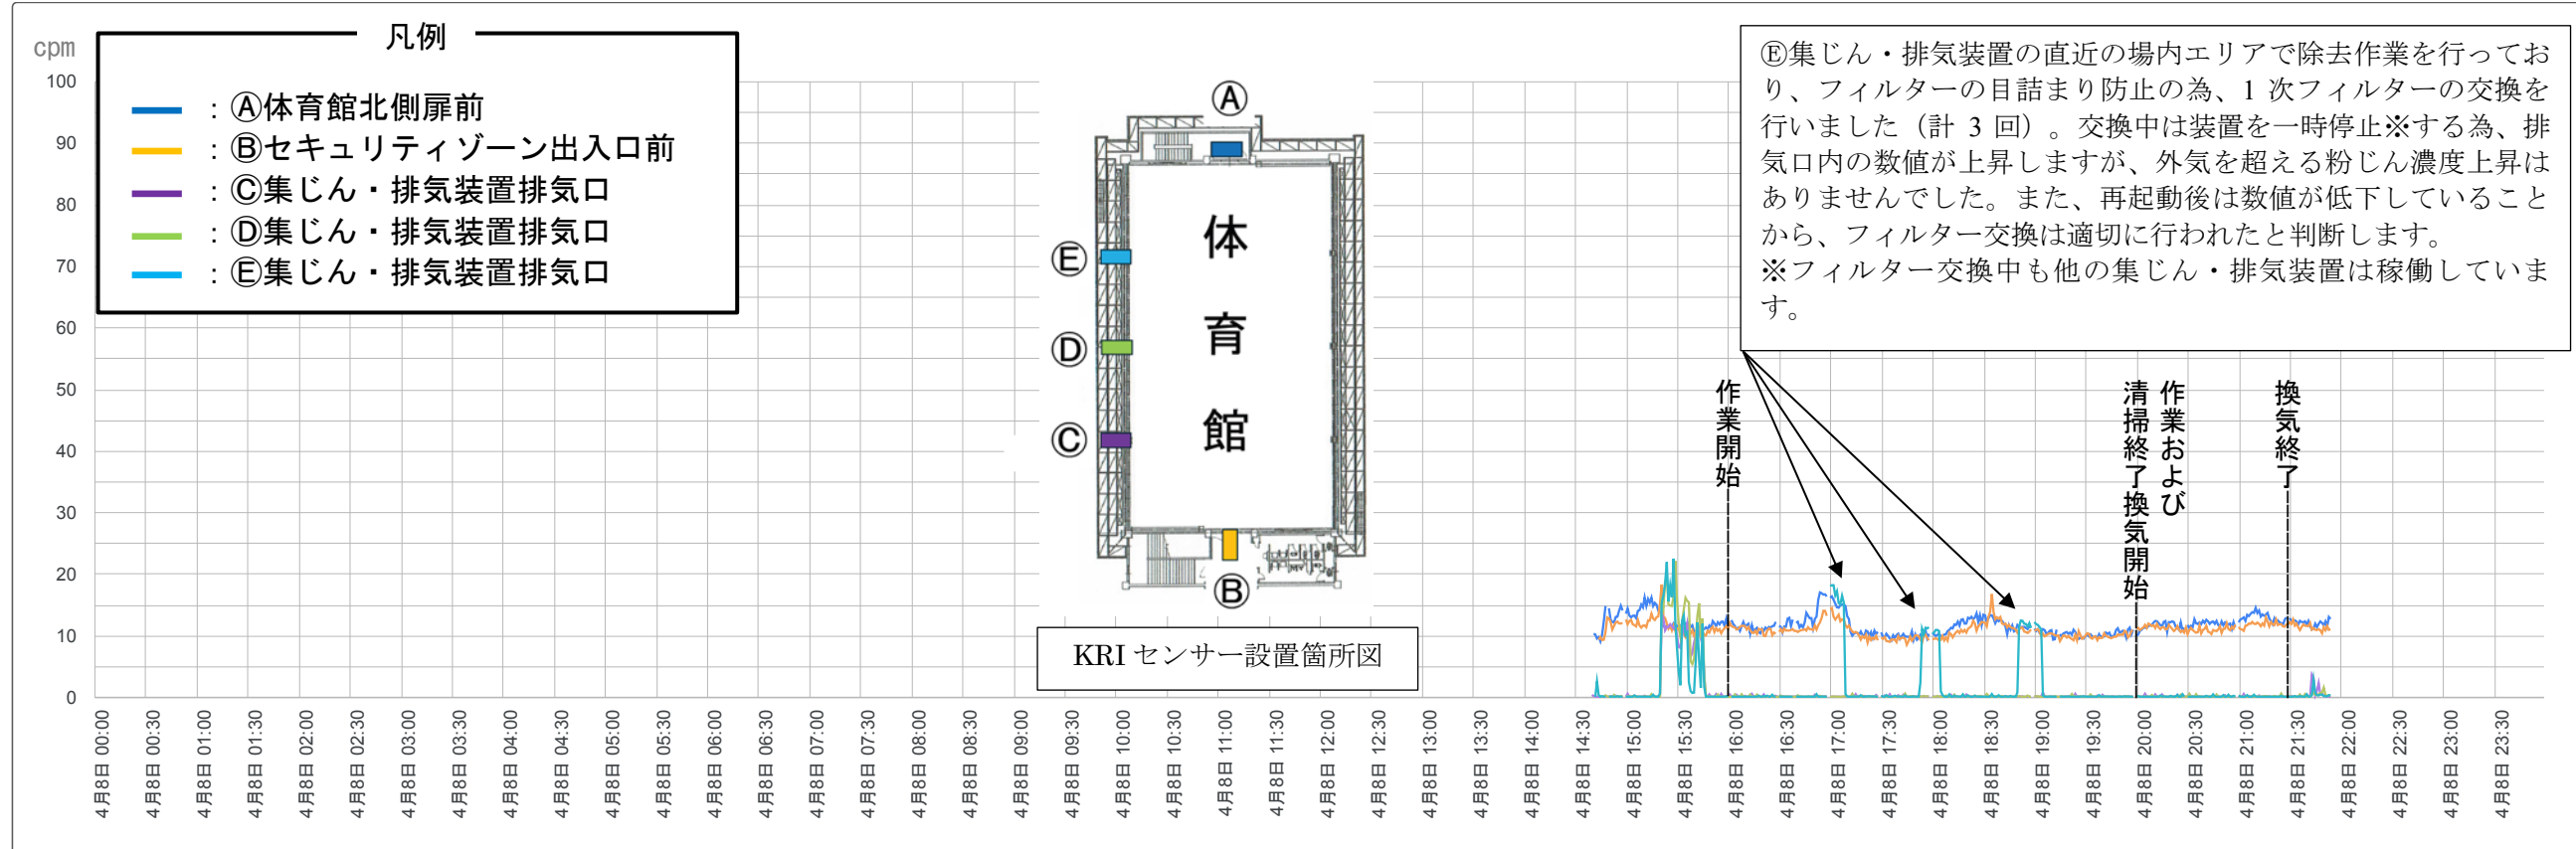 凡例
cpm
100
90
80
70
60
50
40
30
20
10
0
：Ⓐ体育館北側扉前
：Ⓑセキュリティゾーン出入口前
：Ⓒ集じん・排気装置排気口
：Ⓓ集じん・排気装置排気口
：Ⓔ集じん・排気装置排気口
Ⓐ
Ⓔ
Ⓓ
Ⓒ
Ⓑ
体育館
KRIセンサー設置箇所図
Ⓔ集じん・排気装置の直近の場内エリアで除去作業を行ってお
り、フィルターの目詰まり防止の為、1 次フィルターの交換を
行いました（計 3 回）。交換中は装置を一時停止※する為、排
気口内の数値が上昇しますが、外気を超える粉じん濃度上昇は
ありませんでした。また、再起動後は数値が低下していること
から、フィルター交換は適切に行われたと判断します。
※フィルター交換中も他の集じん・排気装置は稼働していま
す。
作業開始
作業および
清掃終了換気開始
換気終了
4月8日 00:00
4月8日 00:30
4月8日 01:00
4月8日 01:30
4月8日 02:00
4月8日 02:30
4月8日 03:00
4月8日 03:30
4月8日 04:00
4月8日 04:30
4月8日 05:00
4月8日 05:30
4月8日 06:00
4月8日 06:30
4月8日 07:00
4月8日 07:30
4月8日 08:00
4月8日 08:30
4月8日 09:00
4月8日 09:30
4月8日 10:00
4月8日 10:30
4月8日 11:00
4月8日 11:30
4月8日 12:00
4月8日 12:30
4月8日 13:00
4月8日 13:30
4月8日 14:00
4月8日 14:30
4月8日 15:00
4月8日 15:30
4月8日 16:00
4月8日 16:30
4月8日 17:00
4月8日 17:30
4月8日 18:00
4月8日 18:30
4月8日 19:00
4月8日 19:30
4月8日 20:00
4月8日 20:30
4月8日 21:00
4月8日 21:30
4月8日 22:00
4月8日 22:30
4月8日 23:00
4月8日 23:30